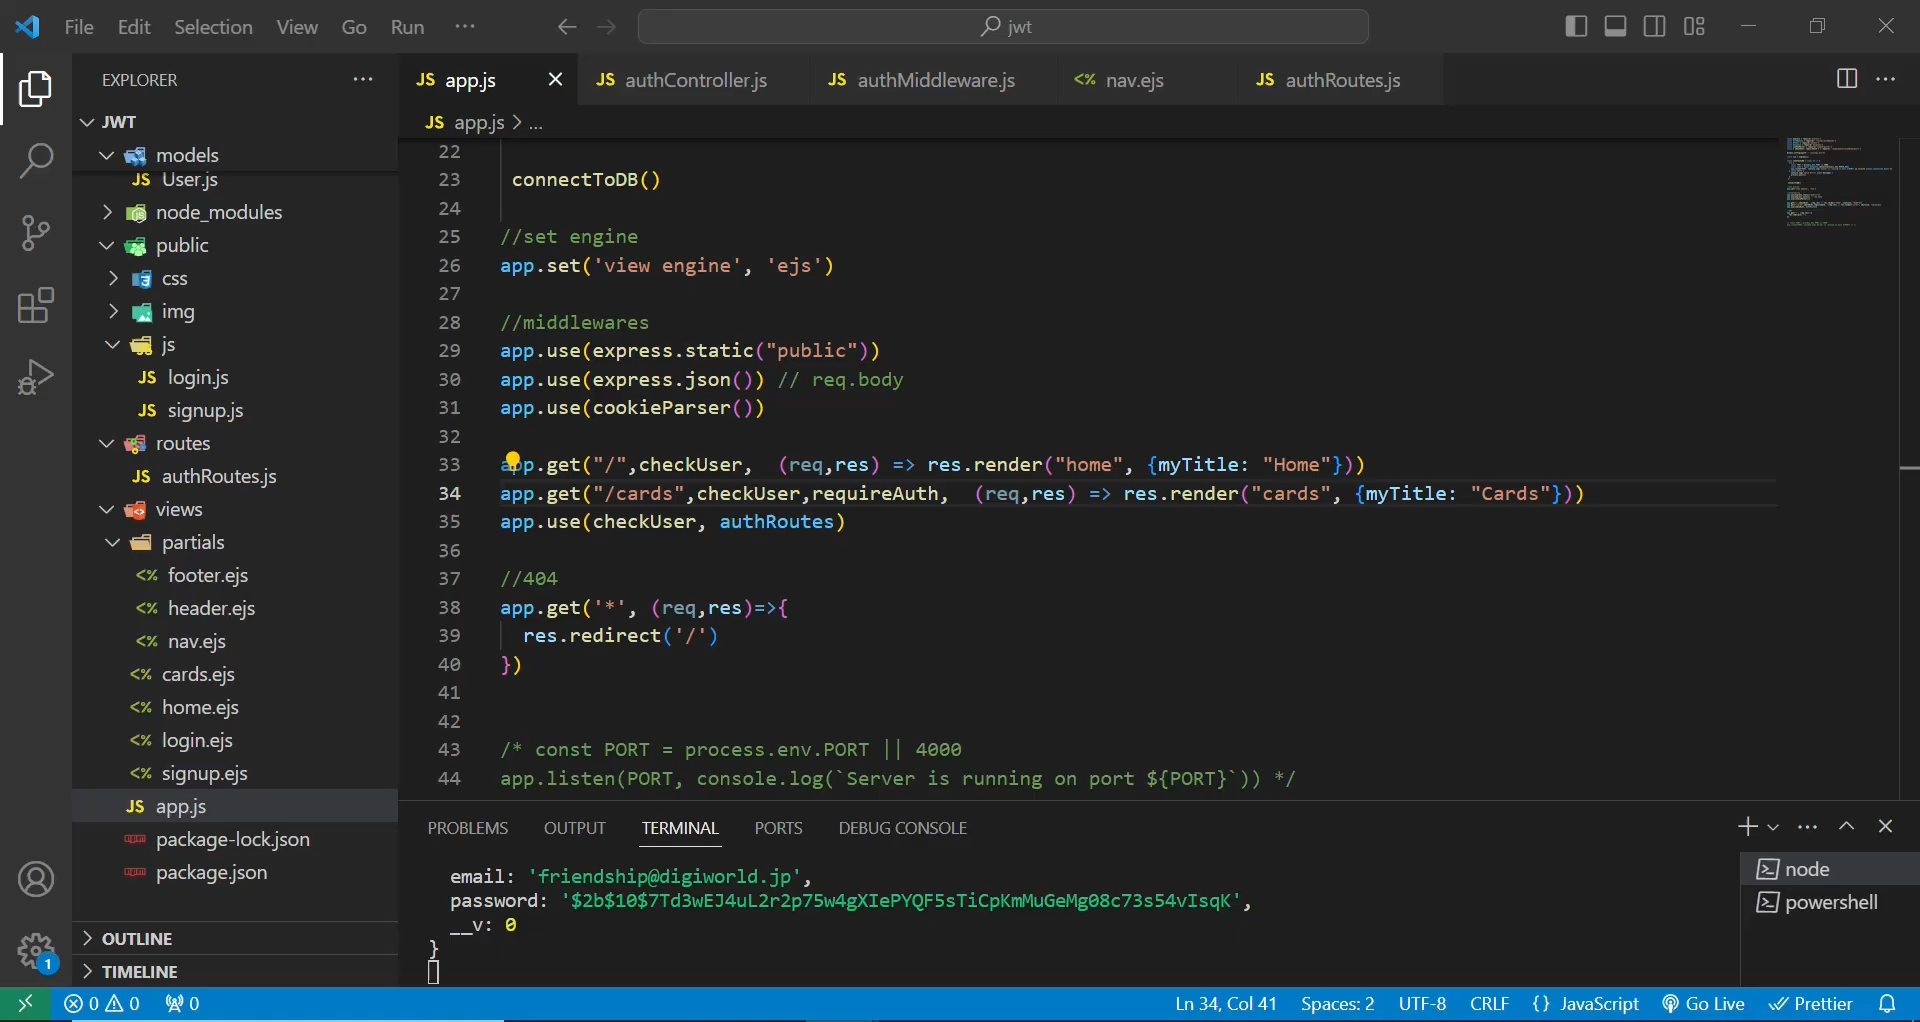 File Edit Selection View Go Run ···
jwt
EXPLORER
JWT
models
User.js
node_modules
public
css
img
js
login.js
signup.js
routes
authRoutes.js
views
partials
footer.ejs
header.ejs
nav.ejs
cards.ejs
home.ejs
login.ejs
signup.ejs
app.js
package-lock.json
package.json
OUTLINE
TIMELINE
JS app.js JS authController.js JS authMiddleware.js <% nav.ejs JS authRoutes.js
JS app.js > ...
22
23 connectToDB()
24
25 //set engine
26 app.set('view engine', 'ejs')
27
28 //middlewares
29 app.use(express.static("public"))
30 app.use(express.json()) // req.body
31 app.use(cookieParser())
32
33 app.get("/",checkUser, (req,res) => res.render("home", {myTitle: "Home"}))
34 app.get("/cards",checkUser,requireAuth, (req,res) => res.render("cards", {myTitle: "Cards"}))
35 app.use(checkUser, authRoutes)
36
37 //404
38 app.get('*', (req,res)=>{
39 res.redirect('/')
40 })
41
42
43 /* const PORT = process.env.PORT || 4000
44 app.listen(PORT, console.log(`Server is running on port ${PORT}`)) */
PROBLEMS OUTPUT TERMINAL PORTS DEBUG CONSOLE
email: 'friendship@digiworld.jp',
password: '$2b$10$7Td3wEJ4uL2r2p75w4gXIePYQF5sTiCpKmMuGeMg08c73s54vIsqK',
__v: 0
}
node
powershell
1
0 0 0 Ln 34, Col 41 Spaces: 2 UTF-8 CRLF {} JavaScript Go Live Prettier